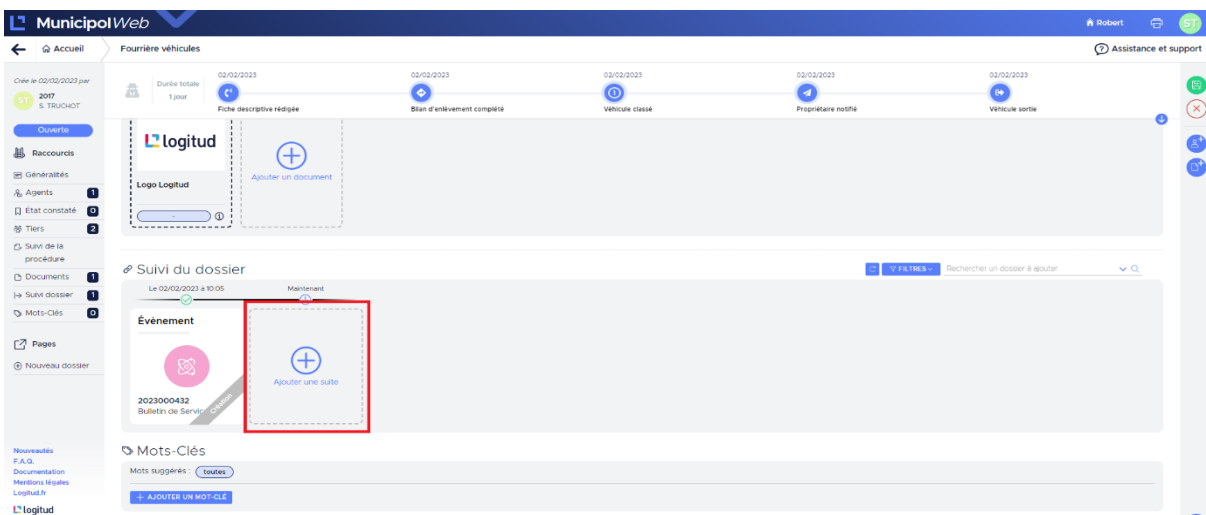 MunicipolWeb
Robert
ST
Accueil
Fourrière véhicules
Assistance et support
Crée le 02/02/2023 par
ST
2017
S. TRUCHOT
Ouverte
Raccourcis
Généralités
Agents 1
État constaté 0
Tiers 2
Suivi de la
procédure
Documents 1
Suivi dossier 1
Mots-Clés 0
Pages
Nouveau dossier
Nouveautés
F.A.Q.
Documentation
Mentions légales
Logitud.fr
logitud
Durée totale
1 jour
02/02/2023
Fiche descriptive rédigée
02/02/2023
Bilan d'enlèvement complété
02/02/2023
Véhicule classé
02/02/2023
Propriétaire notifié
02/02/2023
Véhicule sortie
logitud
Logo Logitud
-
Ajouter un document
Suivi du dossier
FILTRES
Rechercher un dossier à ajouter
Le 02/02/2023 à 10:05
Maintenant
Évènement
2023000432
Bulletin de Servic
Création
Ajouter une suite
Mots-Clés
Mots suggérés : toutes
+ AJOUTER UN MOT-CLÉ